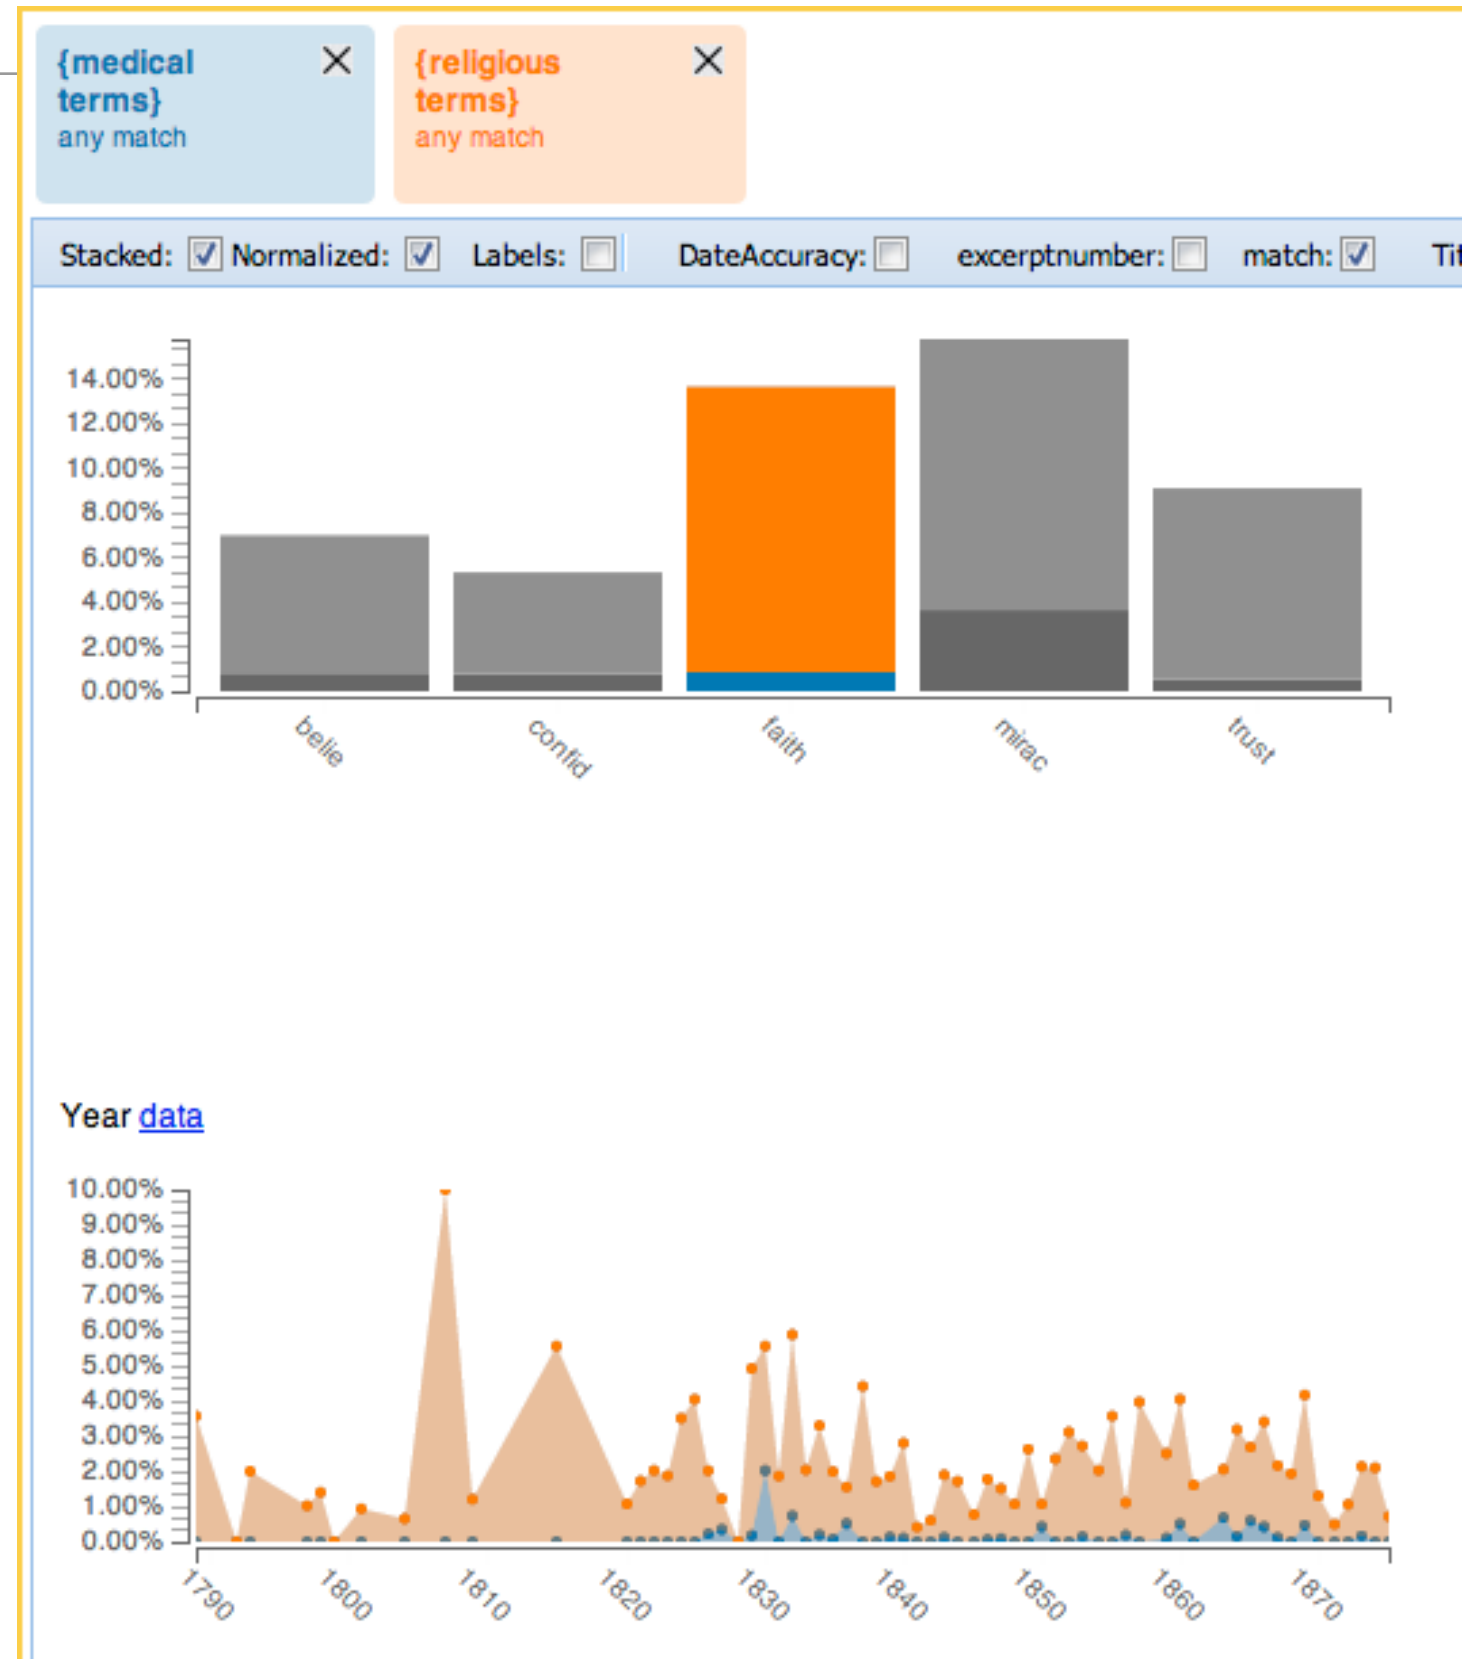 {medical
terms}
any match
{religious
terms}
any match
Stacked: Normalized: Labels: DateAccuracy: excerptnumber: match: Tit
14.00%
12.00%
10.00%
8.00%
6.00%
4.00%
2.00%
0.00%
belie confid faith mirac trust
Year data
10.00%
9.00%
8.00%
7.00%
6.00%
5.00%
4.00%
3.00%
2.00%
1.00%
0.00%
1790 1800 1810 1820 1830 1840 1850 1860 1870